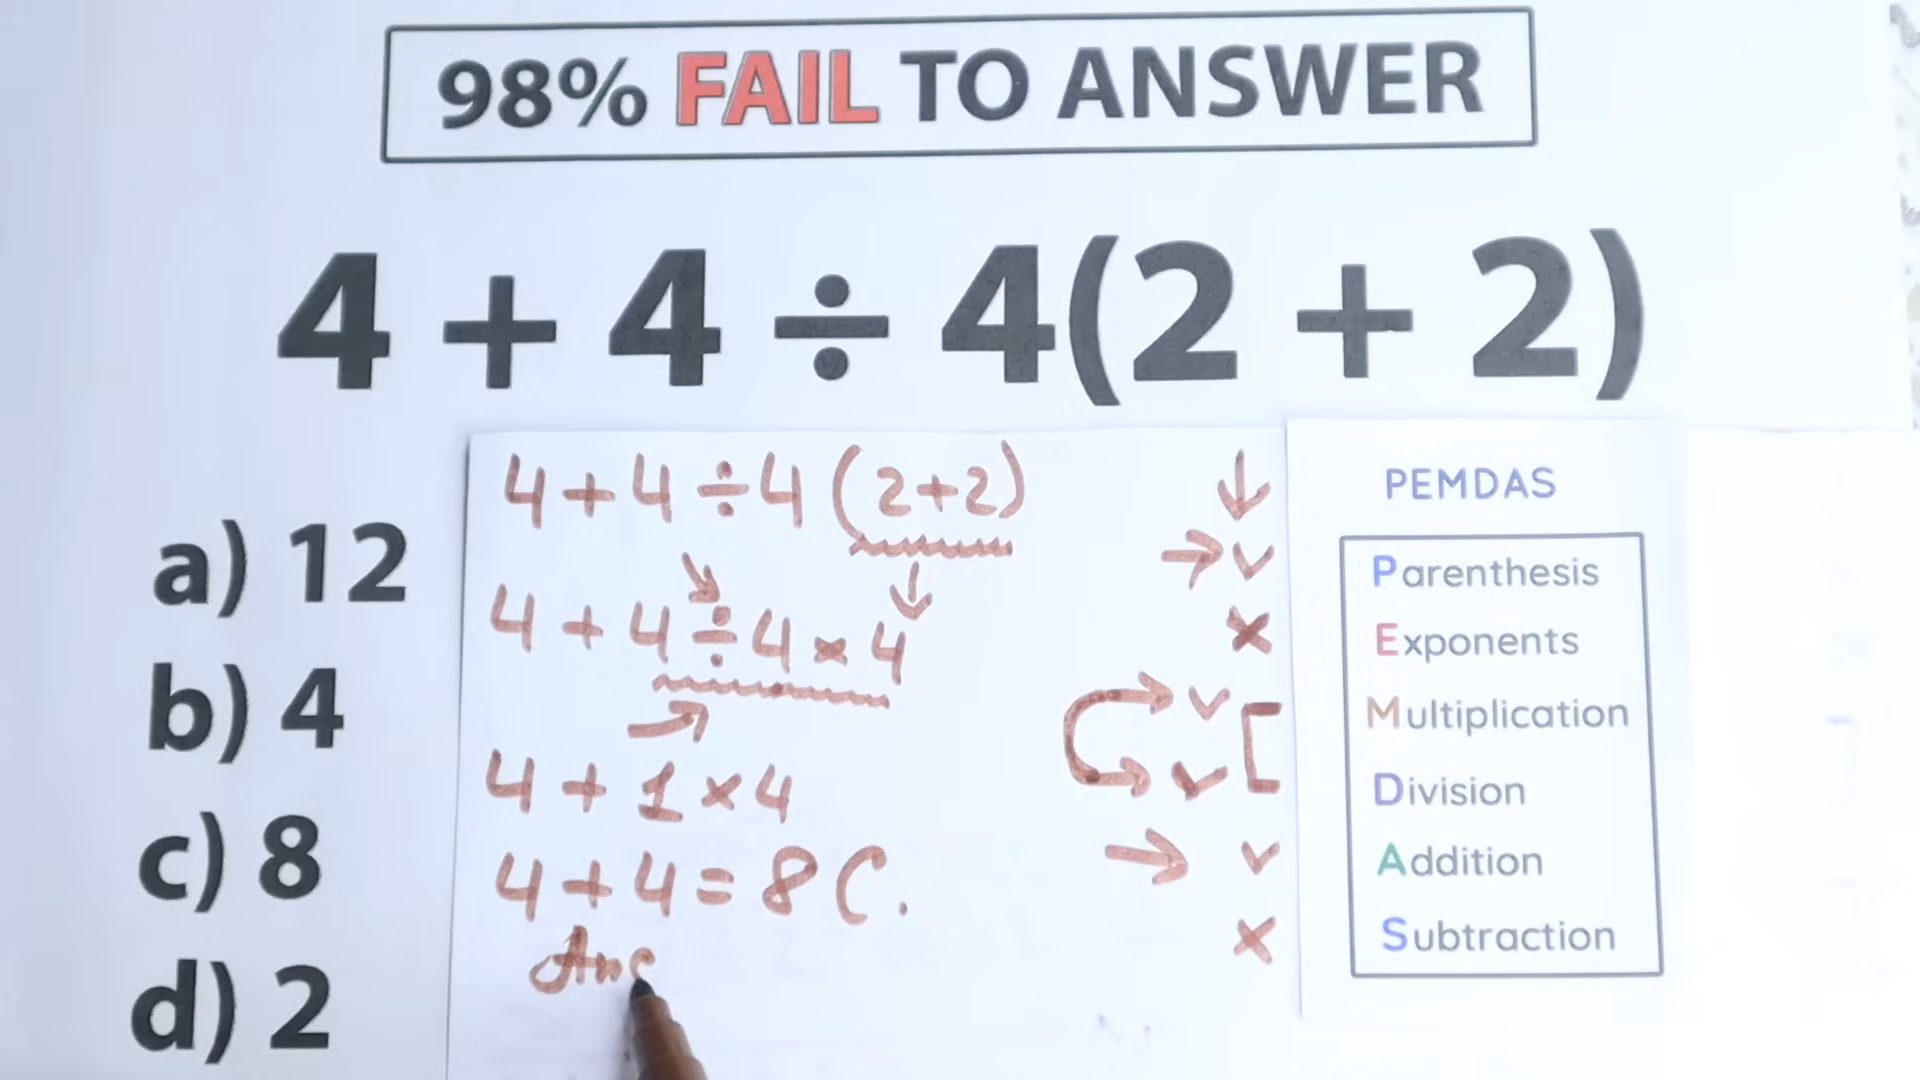 98% FAIL TO ANSWER
4 + 4 ÷ 4(2 + 2)
a) 12
b) 4
c) 8
d) 2
4 + 4 ÷ 4 (2+2)
4 + 4 ÷ 4 × 4
4 + 1 × 4
4 + 4 = 8 C.
Ans
PEMDAS
Parenthesis
Exponents
Multiplication
Division
Addition
Subtraction